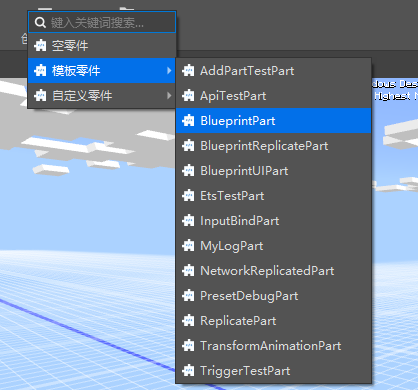 键入关键词搜索...
空零件
模板零件
自定义零件
AddPartTestPart
ApiTestPart
BlueprintPart
BlueprintReplicatePart
BlueprintUIPart
EtsTestPart
InputBindPart
MyLogPart
NetworkReplicatedPart
PresetDebugPart
ReplicatePart
TransformAnimationPart
TriggerTestPart